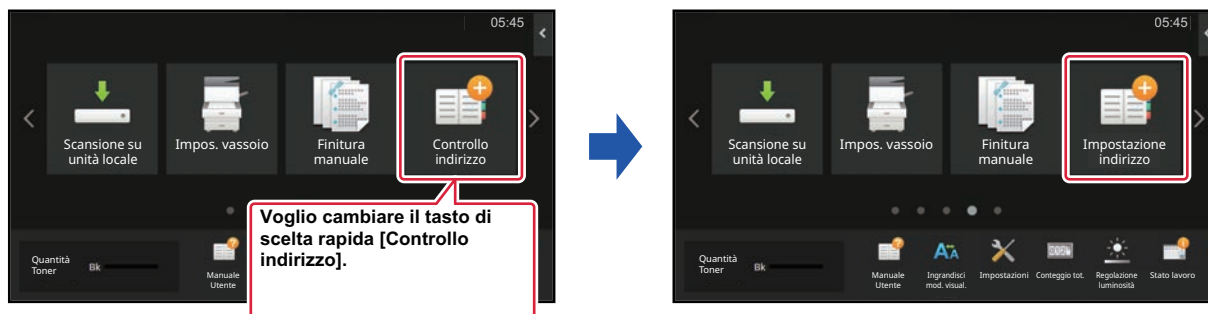 05:45
Scansione su
unità locale
Impos. vassoio
Finitura
manuale
Controllo
indirizzo
Voglio cambiare il tasto di
scelta rapida [Controllo
indirizzo].
Quantità
Toner
Bk
Manuale
Utente
05:45
Scansione su
unità locale
Impos. vassoio
Finitura
manuale
Impostazione
indirizzo
Quantità
Toner
Bk
Manuale
Utente
Ingrandisci
mod. visual.
Impostazioni
Conteggio tot.
Regolazione
luminosità
Stato lavoro